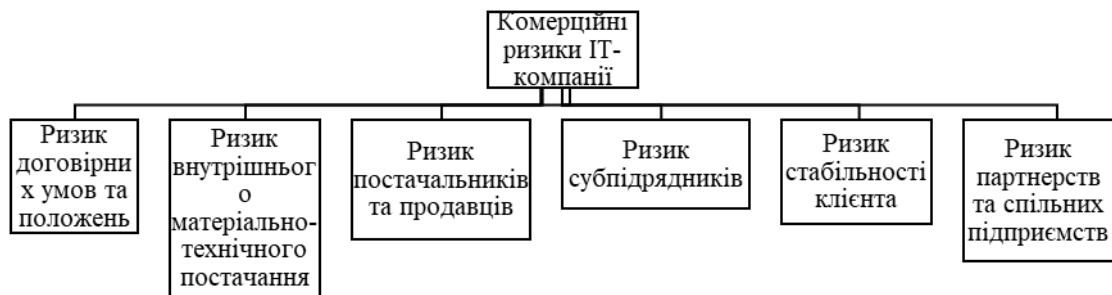 Комерційні
ризики ІТ-
компанії
Ризик
договірни
х умов та
положень
Ризик
внутрішньог
о
матеріально-
технічного
постачання
Ризик
постачальників
та продавців
Ризик
субпідрядників
Ризик
стабільності
клієнта
Ризик
партнерств
та спільних
підприємств